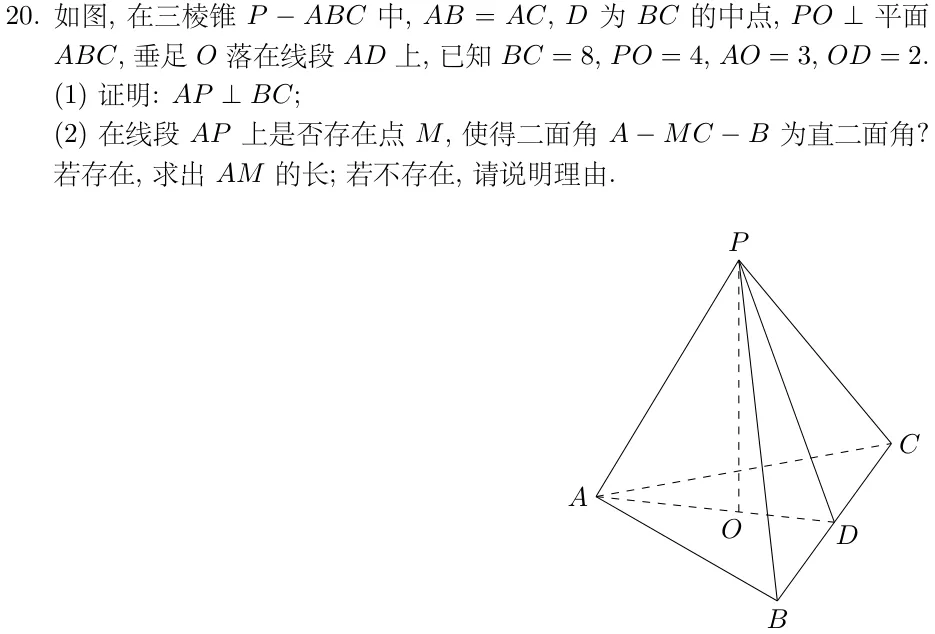 20. 如图, 在三棱锥 P − ABC 中, AB = AC, D 为 BC 的中点, PO ⊥ 平面
ABC, 垂足 O 落在线段 AD 上, 已知 BC = 8, PO = 4, AO = 3, OD = 2.
(1) 证明: AP ⊥ BC;
(2) 在线段 AP 上是否存在点 M, 使得二面角 A − MC − B 为直二面角?
若存在, 求出 AM 的长; 若不存在, 请说明理由.
P
C
A
O
D
B